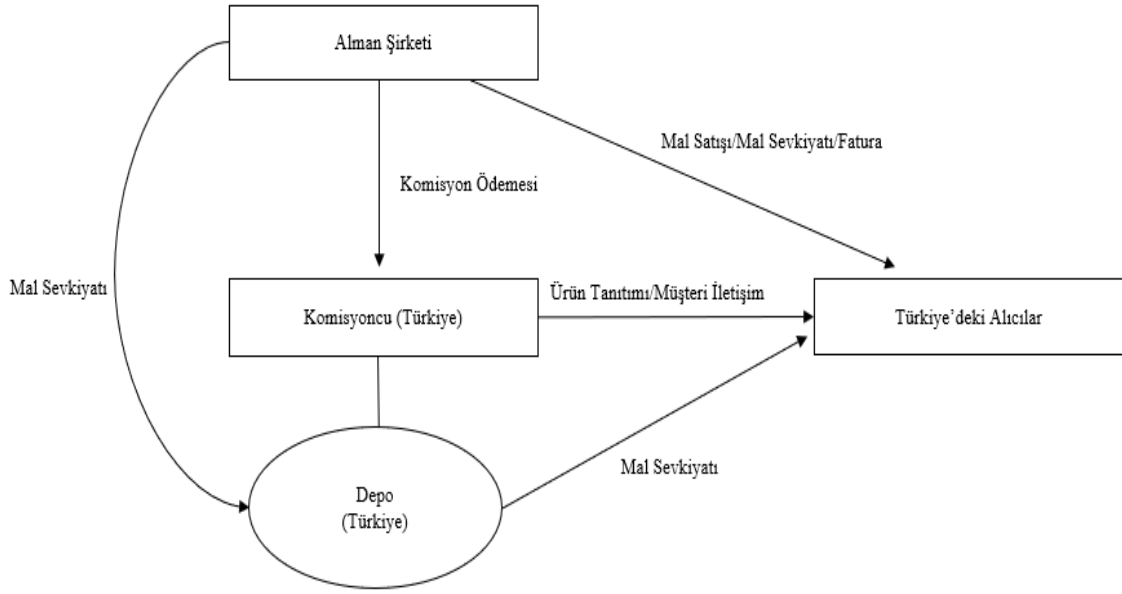 Alman Şirketi
Mal Satışı/Mal Sevkiyatı/Fatura
Komisyon Ödemesi
Mal Sevkiyatı
Ürün Tanıtımı/Müşteri İletişim
Komisyoncu (Türkiye)
Türkiye’deki Alıcılar
Mal Sevkiyatı
Depo
(Türkiye)